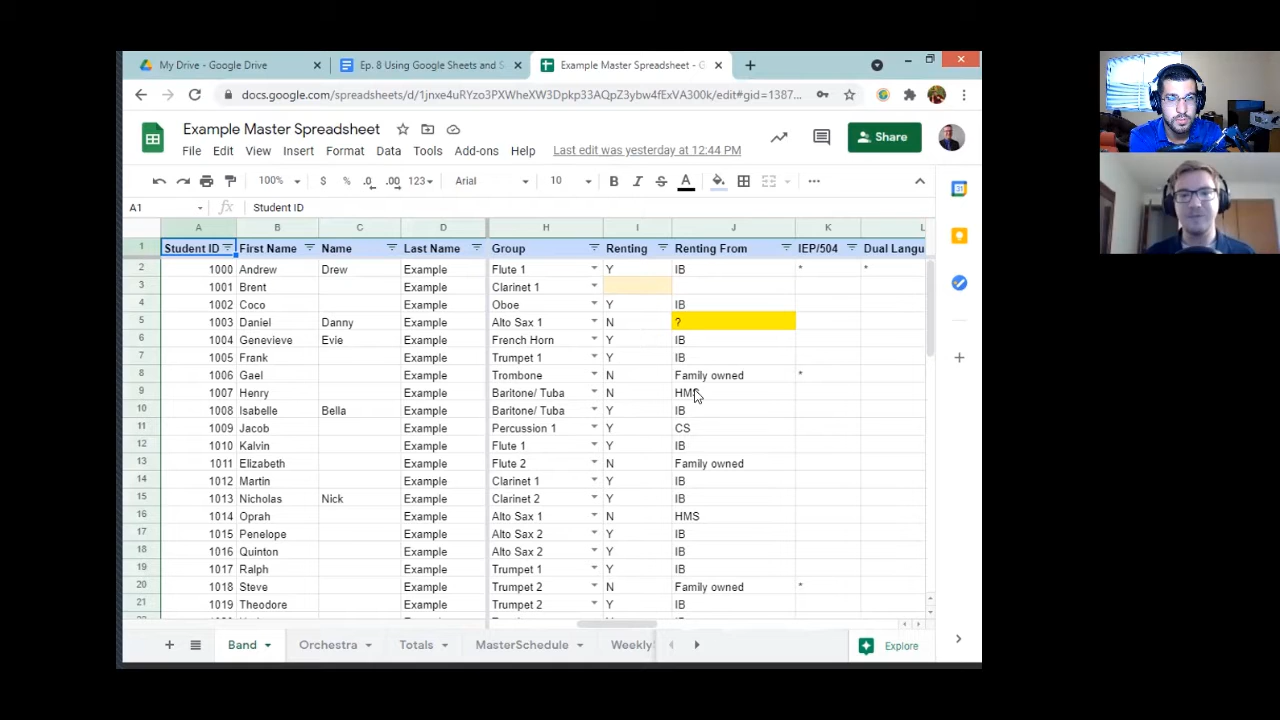 My Drive - Google Drive
Ep. 8 Using Google Sheets and S
Example Master Spreadsheet - G
Example Master Spreadsheet
Share
File Edit View Insert Format Data Tools Add-ons Help Last edit was yesterday at 12:44 PM
100% $ % .0 .00 123 Arial 10 B I S A
A1 fx Student ID
A B C D H I J K L
1 Student ID First Name Name Last Name Group Renting Renting From IEP/504 Dual Langu
2 1000 Andrew Drew Example Flute 1 Y IB * *
3 1001 Brent Example Clarinet 1
4 1002 Coco Example Oboe Y IB
5 1003 Daniel Danny Example Alto Sax 1 N ?
6 1004 Genevieve Evie Example French Horn Y IB
7 1005 Frank Example Trumpet 1 Y IB
8 1006 Gael Example Trombone N Family owned *
9 1007 Henry Example Baritone/ Tuba N HMS
10 1008 Isabelle Bella Example Baritone/ Tuba Y IB
11 1009 Jacob Example Percussion 1 Y CS
12 1010 Kalvin Example Flute 1 Y IB
13 1011 Elizabeth Example Flute 2 N Family owned
14 1012 Martin Example Clarinet 1 Y IB
15 1013 Nicholas Nick Example Clarinet 2 Y IB
16 1014 Oprah Example Alto Sax 1 N HMS
17 1015 Penelope Example Alto Sax 2 Y IB
18 1016 Quinton Example Alto Sax 2 Y IB
19 1017 Ralph Example Trumpet 1 Y IB
20 1018 Steve Example Trumpet 2 N Family owned *
21 1019 Theodore Example Trumpet 2 Y IB
Band Orchestra Totals MasterSchedule Weekly Explore